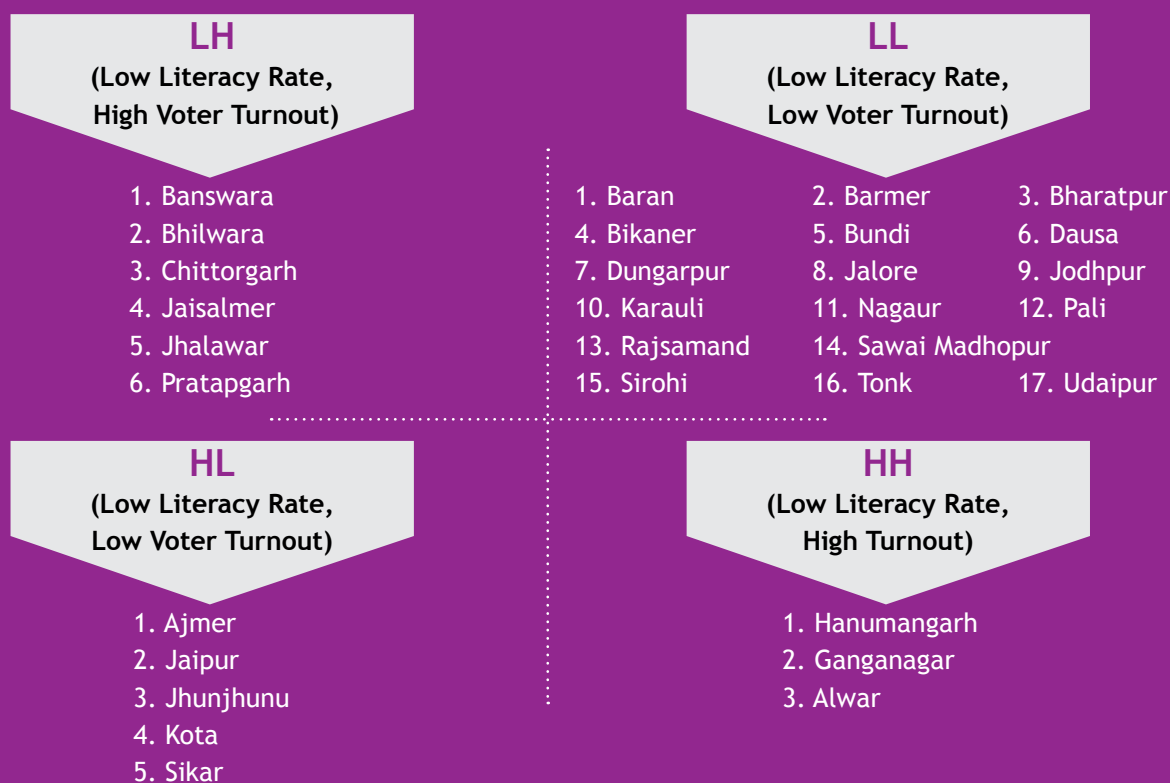 LH
(Low Literacy Rate,
High Voter Turnout)
1. Banswara
2. Bhilwara
3. Chittorgarh
4. Jaisalmer
5. Jhalawar
6. Pratapgarh
LL
(Low Literacy Rate,
Low Voter Turnout)
1. Baran 2. Barmer 3. Bharatpur
4. Bikaner 5. Bundi 6. Dausa
7. Dungarpur 8. Jalore 9. Jodhpur
10. Karauli 11. Nagaur 12. Pali
13. Rajsamand 14. Sawai Madhopur
15. Sirohi 16. Tonk 17. Udaipur
HL
(Low Literacy Rate,
Low Voter Turnout)
1. Ajmer
2. Jaipur
3. Jhunjhunu
4. Kota
5. Sikar
HH
(Low Literacy Rate,
High Turnout)
1. Hanumangarh
2. Ganganagar
3. Alwar